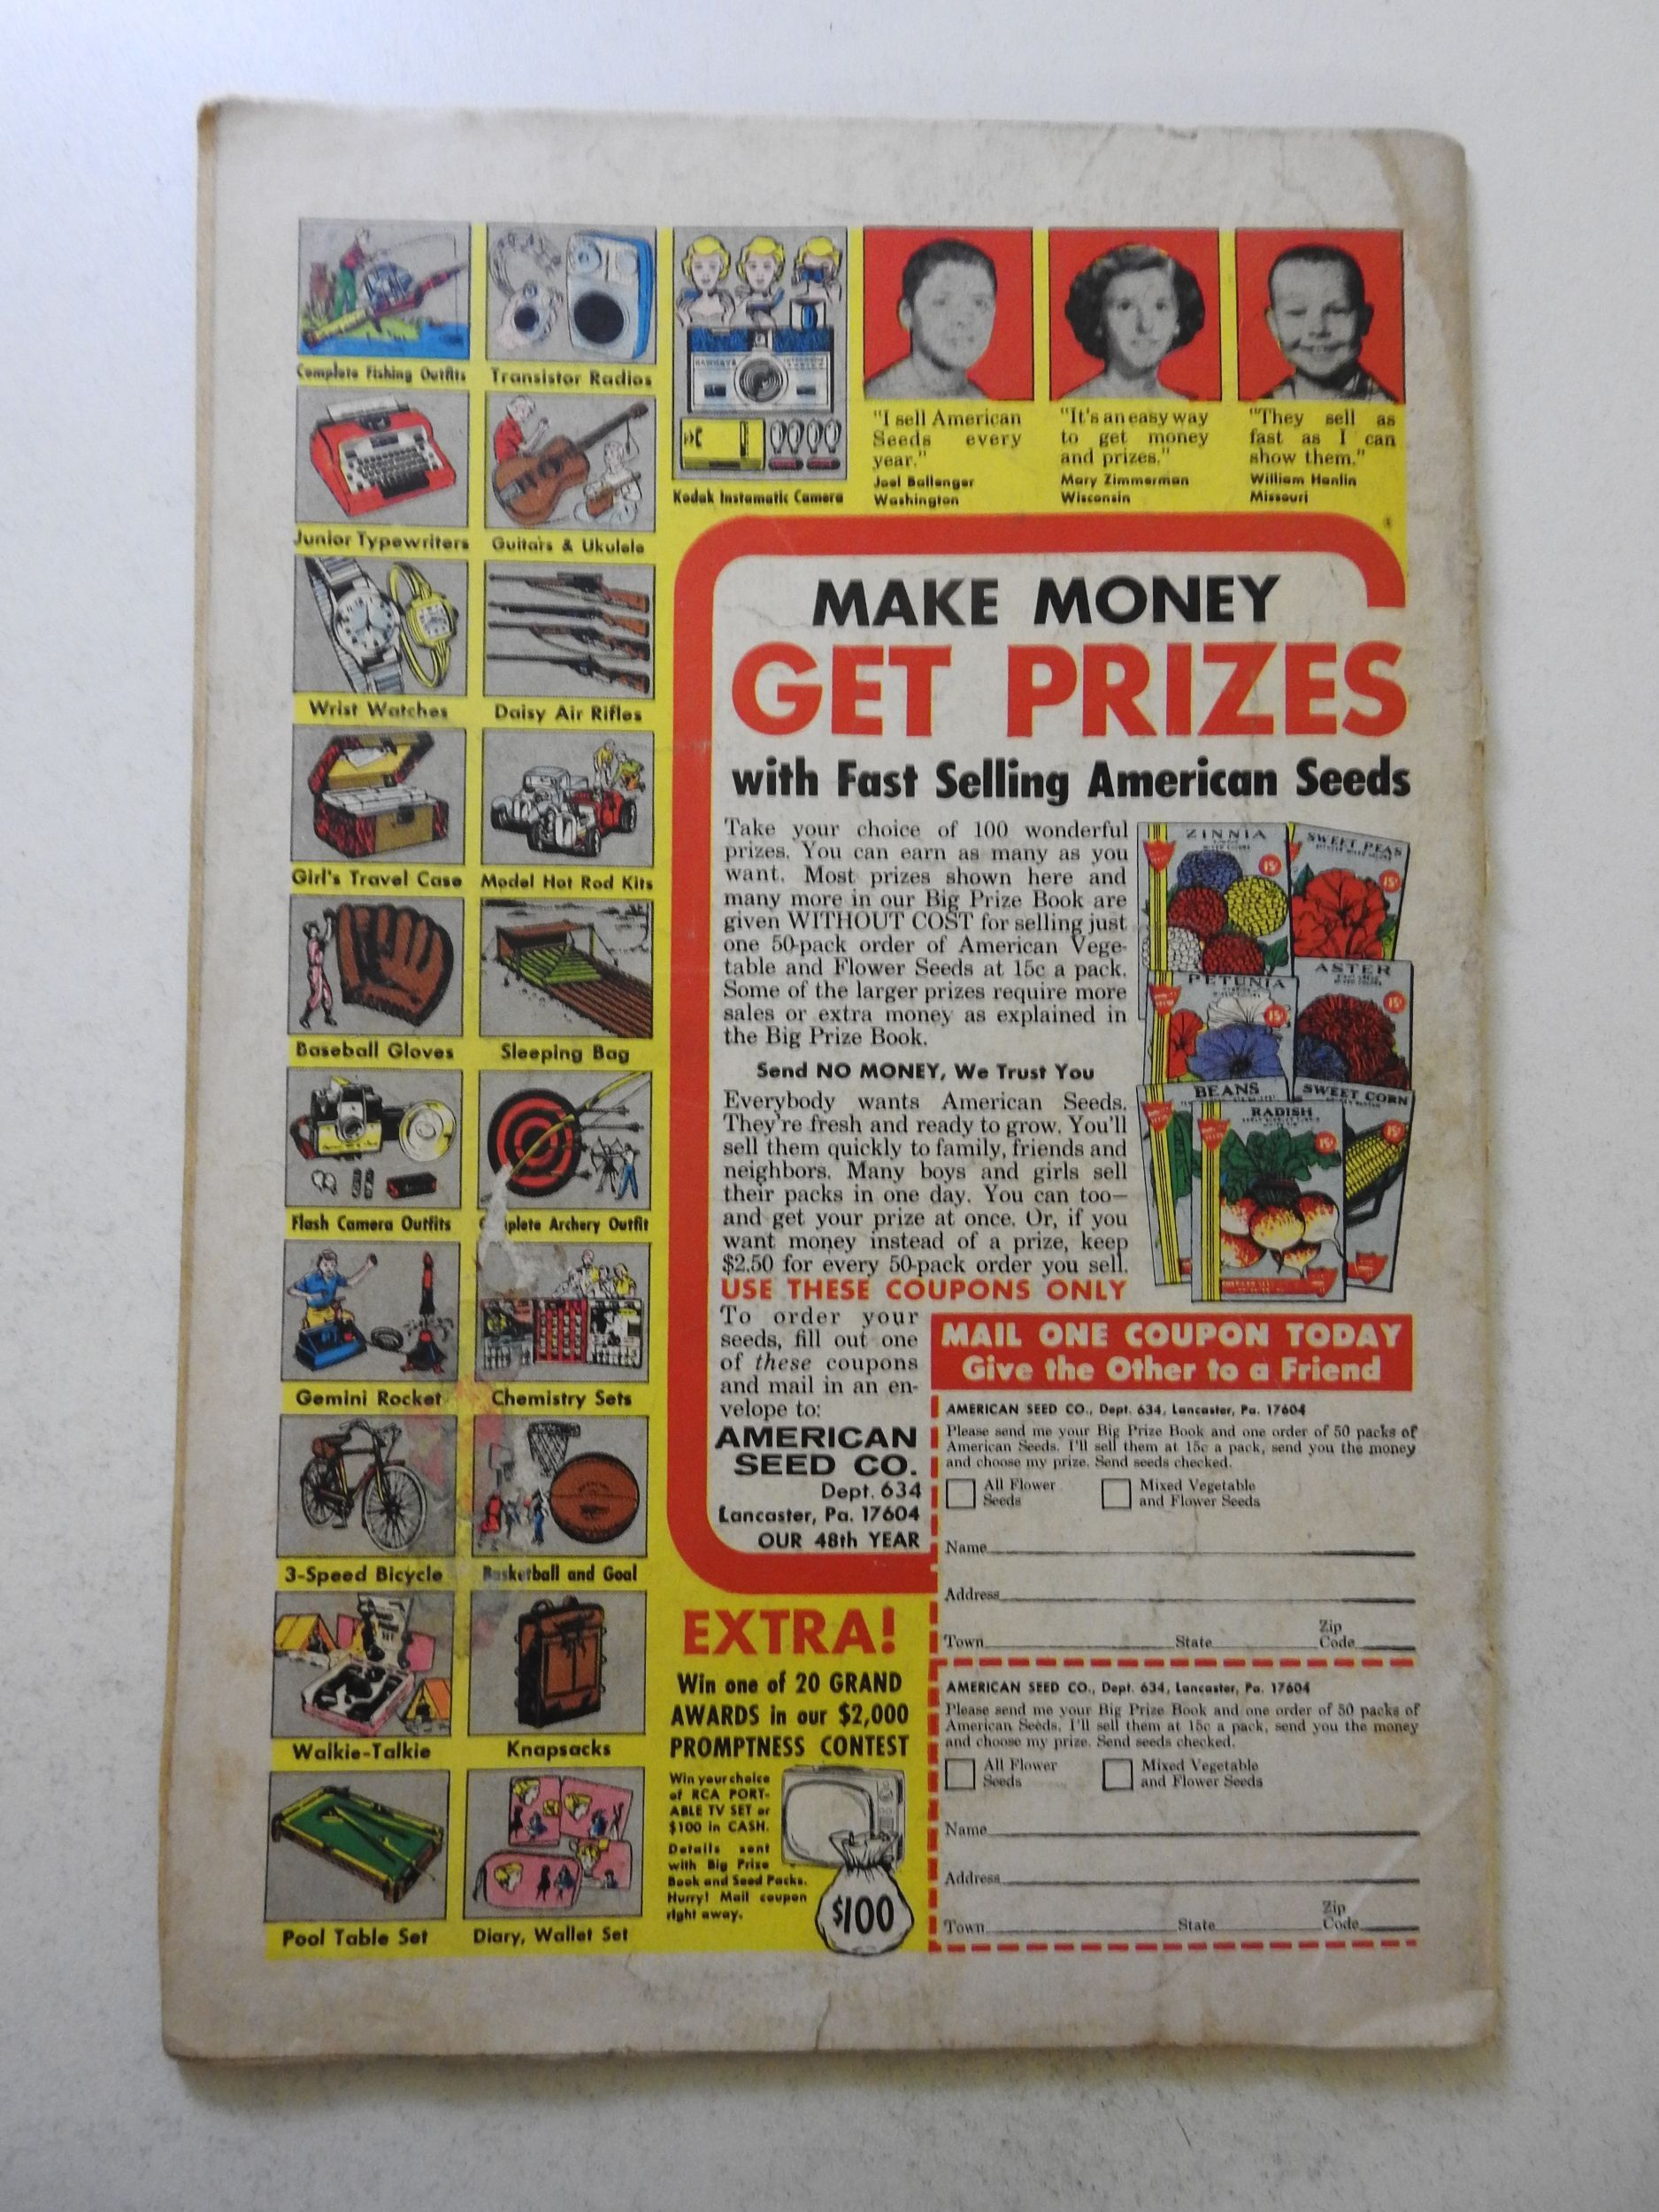 Complete Fishing Outfits
Transistor Radios
Junior Typewriters
Guitars & Ukulele
Wrist Watches
Daisy Air Rifles
Girl's Travel Case
Model Hot Rod Kits
Baseball Gloves
Sleeping Bag
Flash Camera Outfits
plete Archery Outfit
Gemini Rocket
Chemistry Sets
3-Speed Bicycle
Basketball and Goal
Walkie-Talkie
Knapsacks
Pool Table Set
Diary, Wallet Set
Kodak Instamatic Camera
"I sell American
Seeds every
year."
Joel Ballenger
Washington
"It's an easy way
to get money
and prizes."
Mary Zimmerman
Wisconsin
"They sell as
fast as I can
show them."
William Hanlin
Missouri
MAKE MONEY
GET PRIZES
with Fast Selling American Seeds
Take your choice of 100 wonderful
prizes. You can earn as many as you
want. Most prizes shown here and
many more in our Big Prize Book are
given WITHOUT COST for selling just
one 50-pack order of American Vege-
table and Flower Seeds at 15c a pack.
Some of the larger prizes require more
sales or extra money as explained in
the Big Prize Book.
Send NO MONEY, We Trust You
Everybody wants American Seeds.
They're fresh and ready to grow. You'll
sell them quickly to family, friends and
neighbors. Many boys and girls sell
their packs in one day. You can too—
and get your prize at once. Or, if you
want money instead of a prize, keep
$2.50 for every 50-pack order you sell.
USE THESE COUPONS ONLY
To order your
seeds, fill out one
of these coupons
and mail in an en-
velope to:
AMERICAN
SEED CO.
Dept. 634
Lancaster, Pa. 17604
OUR 48th YEAR
ZINNIA
15¢
SWEET PEAS
15¢
PETUNIA
15¢
ASTER
15¢
BEANS
RADISH
15¢
SWEET CORN
15¢
MAIL ONE COUPON TODAY
Give the Other to a Friend
AMERICAN SEED CO., Dept. 634, Lancaster, Pa. 17604
Please send me your Big Prize Book and one order of 50 packs of
American Seeds. I'll sell them at 15c a pack, send you the money
and choose my prize. Send seeds checked.
All Flower
Seeds
Mixed Vegetable
and Flower Seeds
Name
Address
Town State Zip
Code
AMERICAN SEED CO., Dept. 634, Lancaster, Pa. 17604
Please send me your Big Prize Book and one order of 50 packs of
American Seeds. I'll sell them at 15c a pack, send you the money
and choose my prize. Send seeds checked.
All Flower
Seeds
Mixed Vegetable
and Flower Seeds
Name
Address
Town State Zip
Code
EXTRA!
Win one of 20 GRAND
AWARDS in our $2,000
PROMPTNESS CONTEST
Win your choice
of RCA PORT-
ABLE TV SET or
$100 in CASH.
Details sent
with Big Prize
Book and Seed Packs.
Hurry! Mail coupon
right away.
$100